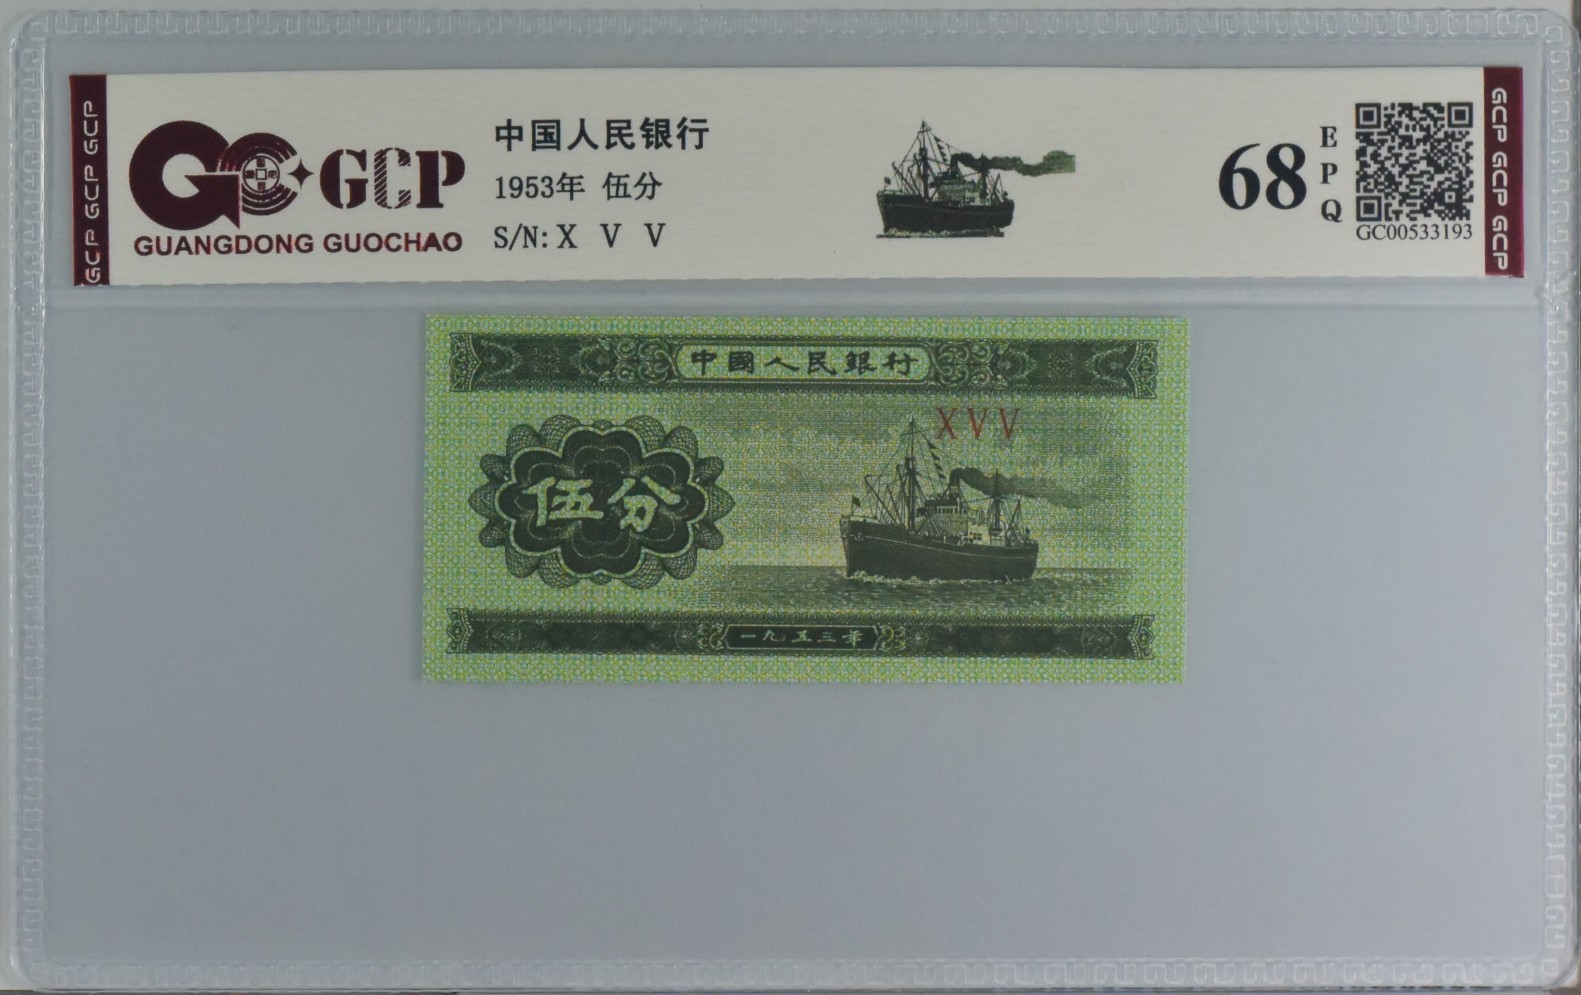 GCP GCP GCP
GC GCP
GUANGDONG GUOCHAO
中国人民银行
1953年 伍分
S/N: X V V
68
EPQ
GC00533193
GCP GCP GCP
中國人民銀行
XVV
伍分
一九五三年